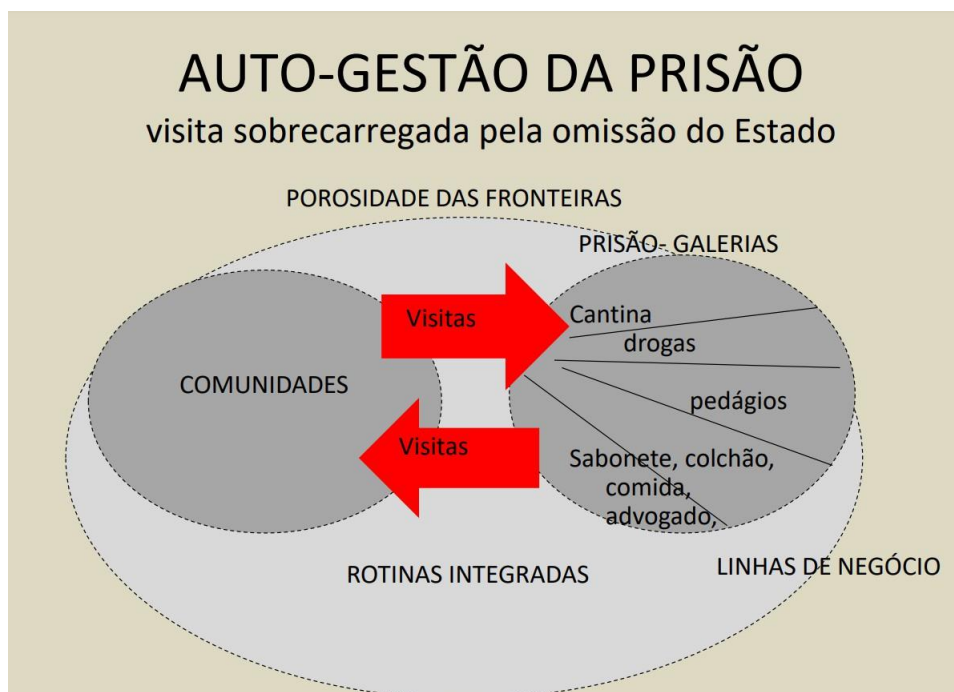 AUTO-GESTÃO DA PRISÃO
visita sobrecarregada pela omissão do Estado
POROSIDADE DAS FRONTEIRAS
PRISÃO- GALERIAS
Visitas
Cantina
drogas
COMUNIDADES
pedágios
Visitas
Sabonete, colchão,
comida,
advogado,
ROTINAS INTEGRADAS
LINHAS DE NEGÓCIO